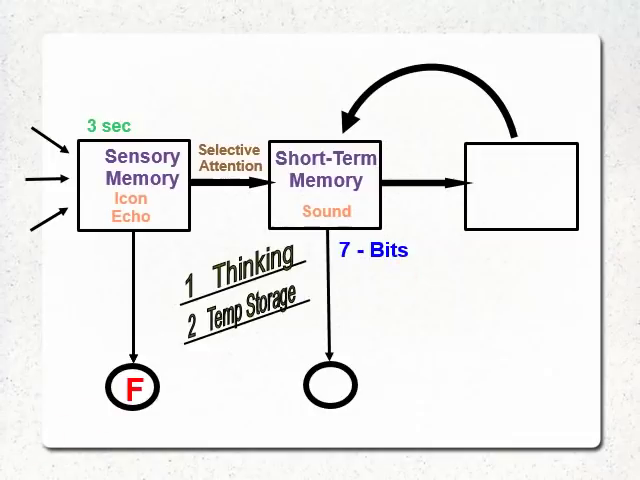 3 sec
Sensory
Memory
Icon
Echo
Selective
Attention
Short-Term
Memory
Sound
7 - Bits
1 Thinking
2 Temp Storage
F